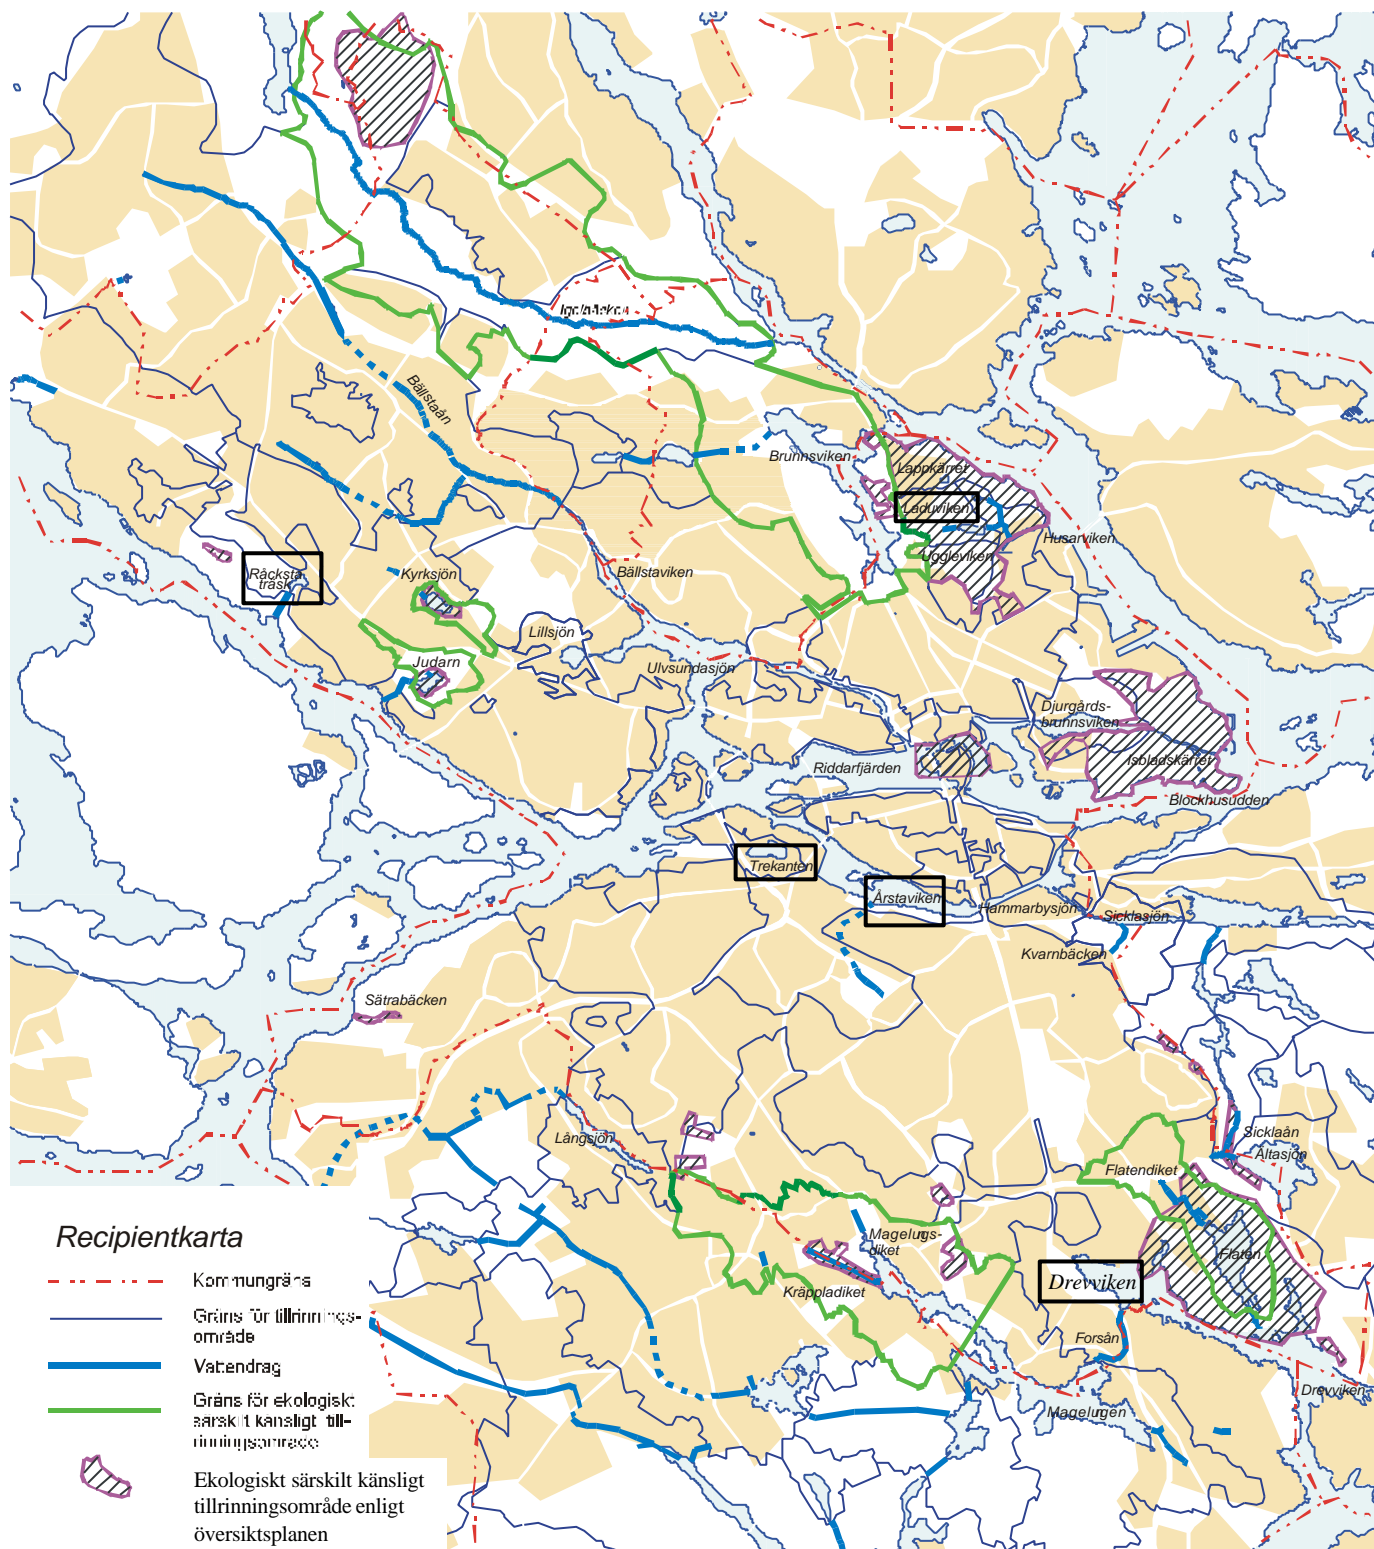 Bällstaån
Brunnsviken
Lappkärret
Laduviken
Uggleviken
Husarviken
Råcksta
träsk
Kyrksjön
Bällstaviken
Lillsjön
Judarn
Ulvsundasjön
Djurgårds-
brunnsviken
Isbladskärret
Riddarfjärden
Blockhusudden
Trekanten
Årstaviken
Hammarbysjön
Sicklasjön
Kvarnbäcken
Sätrabäcken
Långsjön
Sicklaån
Ältasjön
Flatendiket
Magelungs-
diket
Flaten
Drevviken
Kräppladiket
Forsån
Drevviken
Magelungen
Recipientkarta
Kommungräns
Gräns för tillrinnings-
område
Vattendrag
Gräns för ekologiskt
särskilt känsligt till-
rinningsområde
Ekologiskt särskilt känsligt
tillrinningsområde enligt
översiktsplanen